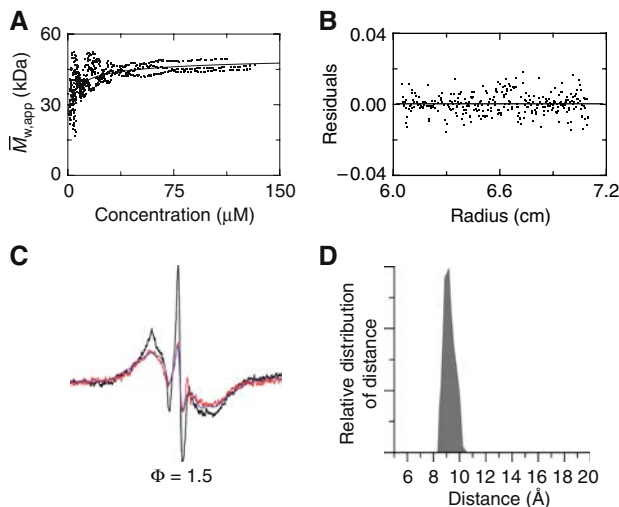 A
60
30
0
M̅w,app (kDa)
0 75 150
Concentration (μM)
B
0.04
0.00
−0.04
Residuals
6.0 6.6 7.2
Radius (cm)
C
Φ = 1.5
D
Relative distribution
of distance
6 8 10 12 14 16 18 20
Distance (Å)